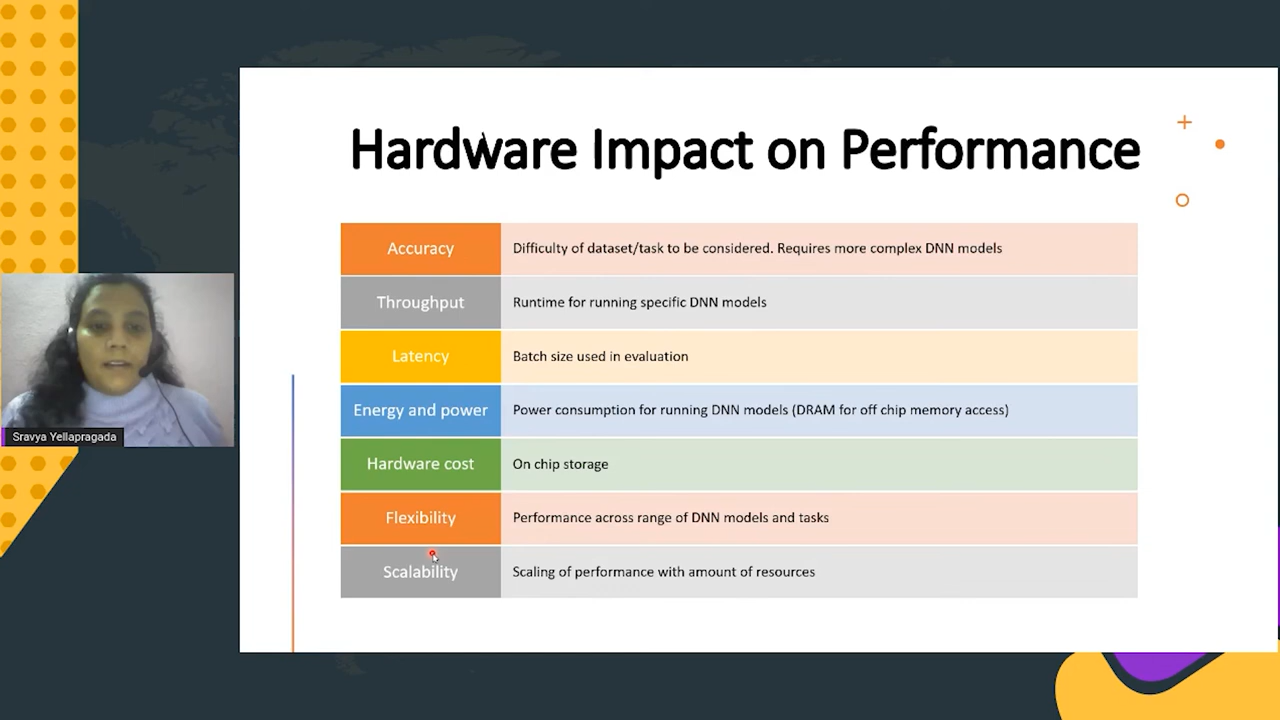 Hardware Impact on Performance
Accuracy Difficulty of dataset/task to be considered. Requires more complex DNN models
Throughput Runtime for running specific DNN models
Latency Batch size used in evaluation
Energy and power Power consumption for running DNN models (DRAM for off chip memory access)
Hardware cost On chip storage
Flexibility Performance across range of DNN models and tasks
Scalability Scaling of performance with amount of resources
Sravya Yellapragada